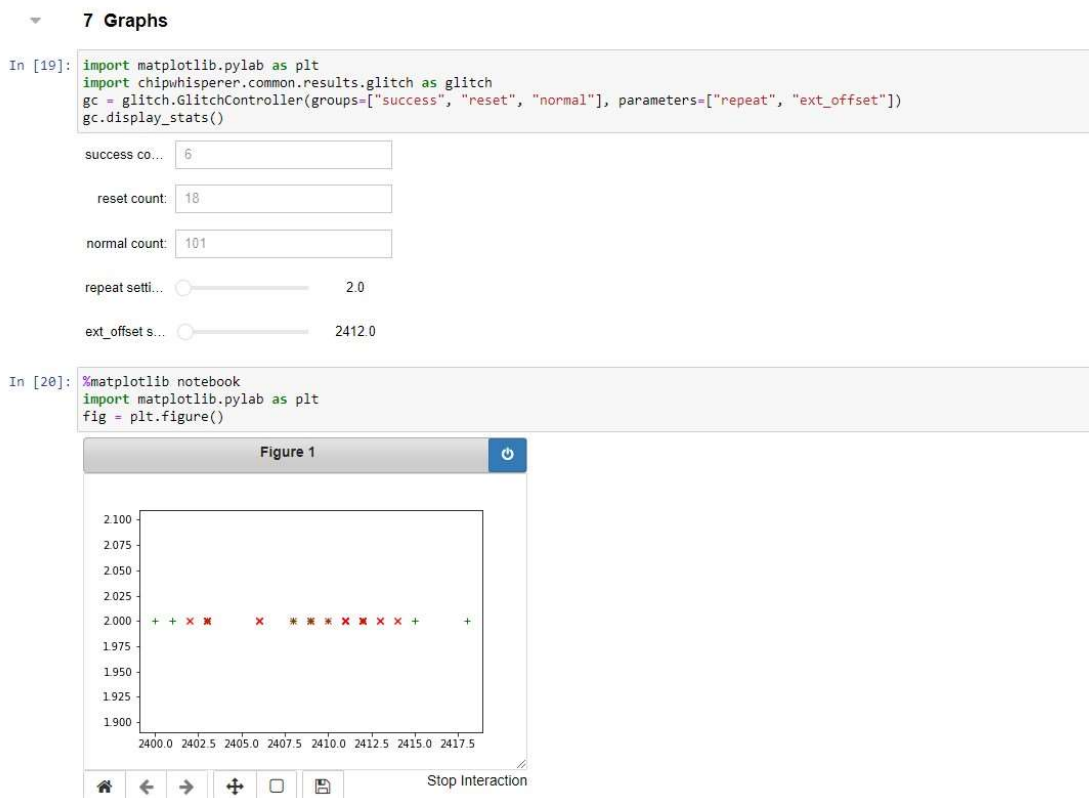 7 Graphs
In [19]: import matplotlib.pylab as plt
import chipwhisperer.common.results.glitch as glitch
gc = glitch.GlitchController(groups=["success", "reset", "normal"], parameters=["repeat", "ext_offset"])
gc.display_stats()
success co... 6
reset count: 18
normal count: 101
repeat setti... 2.0
ext_offset s... 2412.0
In [20]: %matplotlib notebook
import matplotlib.pylab as plt
fig = plt.figure()
Figure 1
2.100
2.075
2.050
2.025
2.000
1.975
1.950
1.925
1.900
2400.0 2402.5 2405.0 2407.5 2410.0 2412.5 2415.0 2417.5
Stop Interaction